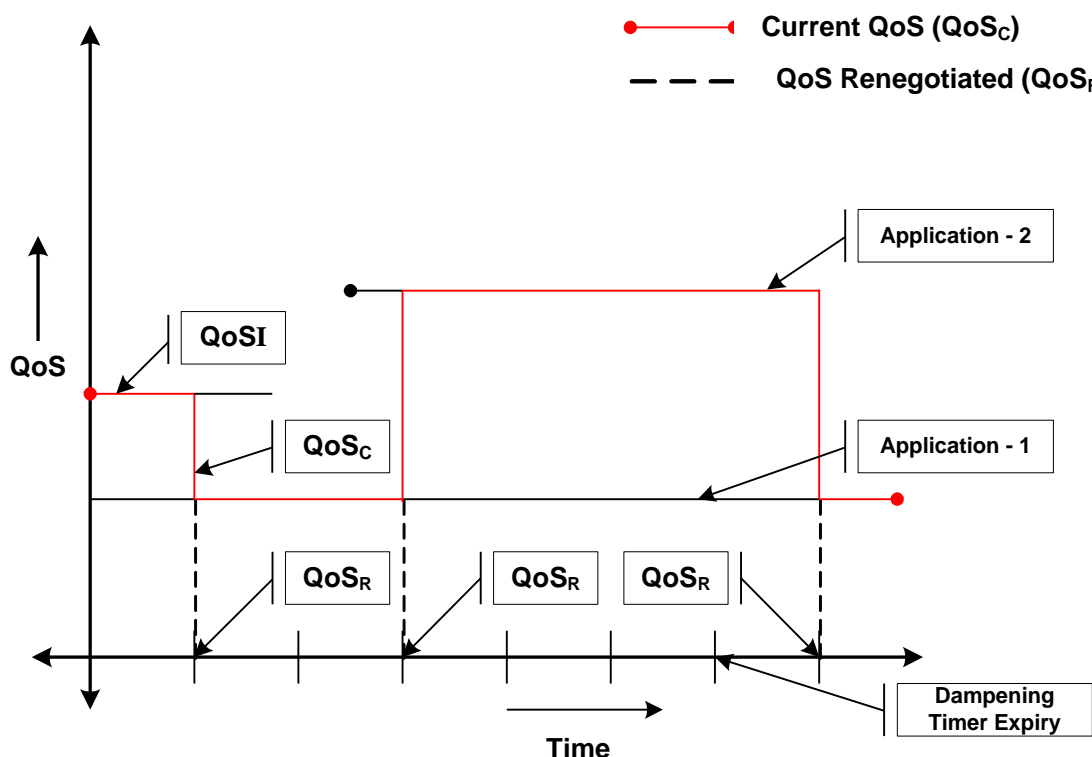 Current QoS (QoSC)
QoS Renegotiated (QoSR
Application - 2
QoSI
QoS
QoSC
Application - 1
QoSR
QoSR
QoSR
Dampening
Timer Expiry
Time